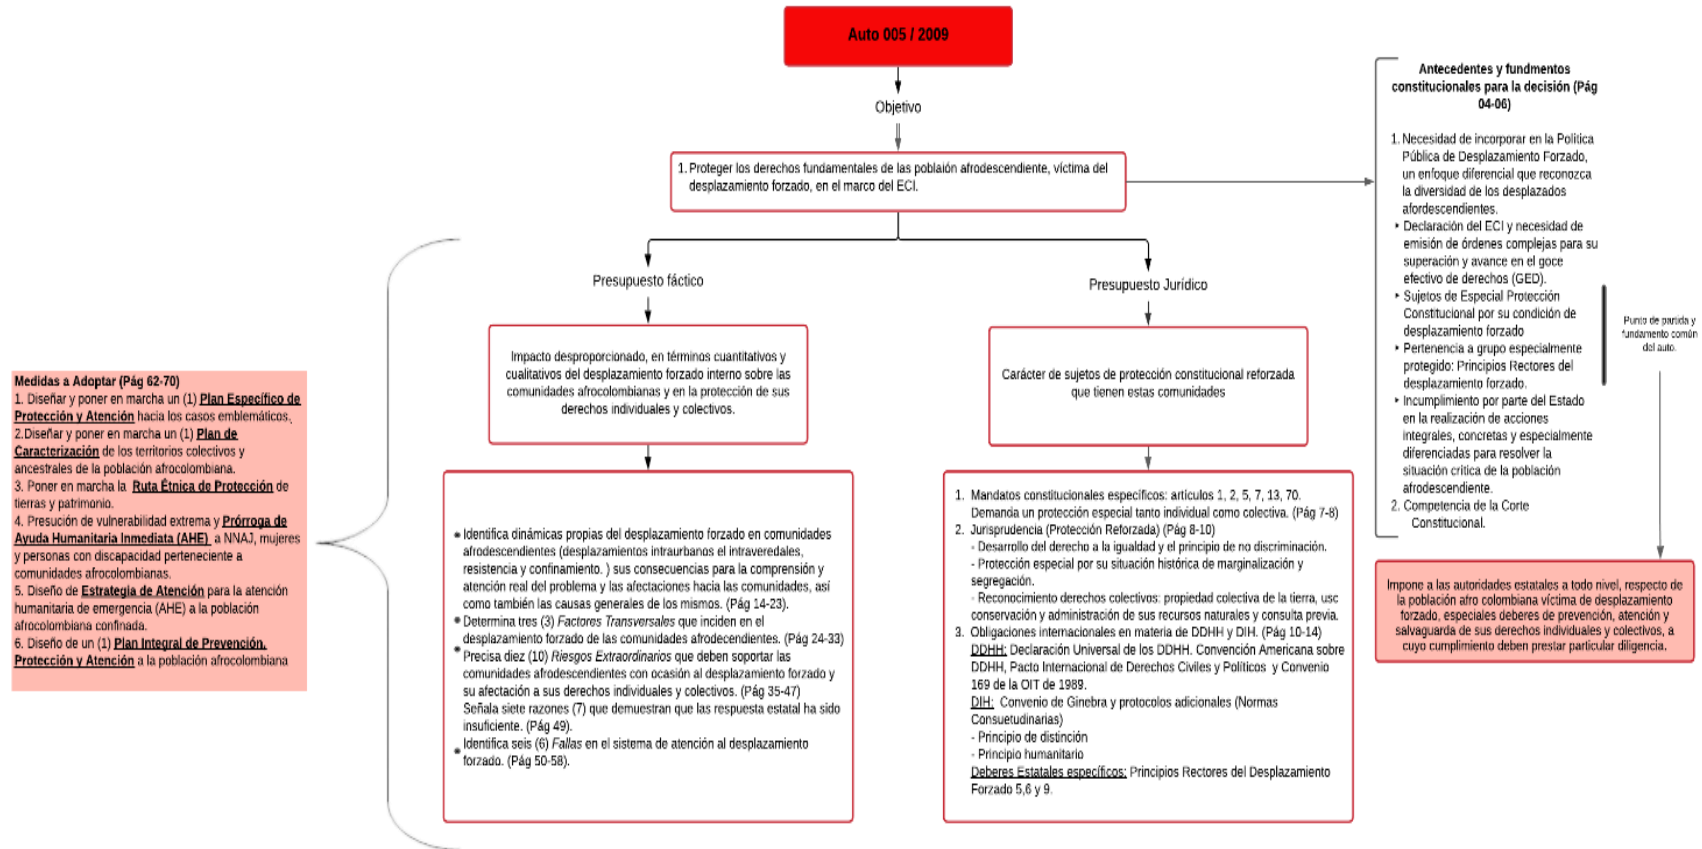 Auto 005 / 2009
Objetivo
1. Proteger los derechos fundamentales de las poblaión afrodescendiente, víctima del
desplazamiento forzado, en el marco del ECI.
Antecedentes y fundmentos
constitucionales para la decisión (Pág
04-06)
1. Necesidad de incorporar en la Política
Pública de Desplazamiento Forzado,
un enfoque diferencial que reconozca
la diversidad de los desplazados
afordescendientes.
‣ Declaración del ECI y necesidad de
emisión de órdenes complejas para su
superación y avance en el goce
efectivo de derechos (GED).
‣ Sujetos de Especial Protección
Constitucional por su condición de
desplazamiento forzado
‣ Pertenencia a grupo especialmente
protegido: Principios Rectores del
desplazamiento forzado.
‣ Incumplimiento por parte del Estado
en la realización de acciones
integrales, concretas y especialmente
diferenciadas para resolver la
situación crítica de la población
afrodescendiente.
2. Competencia de la Corte
Constitucional.
Punto de partida y
fundamento común
del auto.
Impone a las autoridades estatales a todo nivel, respecto de
la población afro colombiana víctima de desplazamiento
forzado, especiales deberes de prevención, atención y
salvaguarda de sus derechos individuales y colectivos, a
cuyo cumplimiento deben prestar particular diligencia.
Presupuesto fáctico
Impacto desproporcionado, en términos cuantitativos y
cualitativos del desplazamiento forzado interno sobre las
comunidades afrocolombianas y en la protección de sus
derechos individuales y colectivos.
● Identifica dinámicas propias del desplazamiento forzado en comunidades
afrodescendientes (desplazamientos intraurbanos el intraveredales,
resistencia y confinamiento. ) sus consecuencias para la comprensión y
atención real del problema y las afectaciones hacia las comunidades, así
como también las causas generales de los mismos. (Pág 14-23).
● Determina tres (3) Factores Transversales que inciden en el
desplazamiento forzado de las comunidades afrodecendientes. (Pág 24-33)
● Precisa diez (10) Riesgos Extraordinarios que deben soportar las
comunidades afrodescendientes con ocasión al desplazamiento forzado y
su afectación a sus derechos individuales y colectivos. (Pág 35-47)
Señala siete razones (7) que demuestran que las respuesta estatal ha sido
insuficiente. (Pág 49).
● Identifica seis (6) Fallas en el sistema de atención al desplazamiento
forzado. (Pág 50-58).
Presupuesto Jurídico
Carácter de sujetos de protección constitucional reforzada
que tienen estas comunidades
1. Mandatos constitucionales específicos: artículos 1, 2, 5, 7, 13, 70.
Demanda un protección especial tanto individual como colectiva. (Pág 7-8)
2. Jurisprudencia (Protección Reforzada) (Pág 8-10)
- Desarrollo del derecho a la igualdad y el principio de no discriminación.
- Protección especial por su situación histórica de marginalización y
segregación.
- Reconocimiento derechos colectivos: propiedad colectiva de la tierra, usc
conservación y administración de sus recursos naturales y consulta previa.
3. Obligaciones internacionales en materia de DDHH y DIH. (Pág 10-14)
DDHH: Declaración Universal de los DDHH. Convención Americana sobre
DDHH, Pacto Internacional de Derechos Civiles y Políticos y Convenio
169 de la OIT de 1989.
DIH: Convenio de Ginebra y protocolos adicionales (Normas
Consuetudinarias)
- Principio de distinción
- Principio humanitario
Deberes Estatales específicos: Principios Rectores del Desplazamiento
Forzado 5,6 y 9.
Medidas a Adoptar (Pág 62-70)
1. Diseñar y poner en marcha un (1) Plan Específico de
Protección y Atención hacia los casos emblemáticos.
2.Diseñar y poner en marcha un (1) Plan de
Caracterización de los territorios colectivos y
ancestrales de la población afrocolombiana.
3. Poner en marcha la Ruta Étnica de Protección de
tierras y patrimonio.
4. Presución de vulnerabilidad extrema y Prórroga de
Ayuda Humanitaria Inmediata (AHE) a NNAJ, mujeres
y personas con discapacidad perteneciente a
comunidades afrocolombianas.
5. Diseño de Estrategia de Atención para la atención
humanitaria de emergencia (AHE) a la población
afrocolombiana confinada.
6. Diseño de un (1) Plan Integral de Prevención,
Protección y Atención a la población afrocolombiana